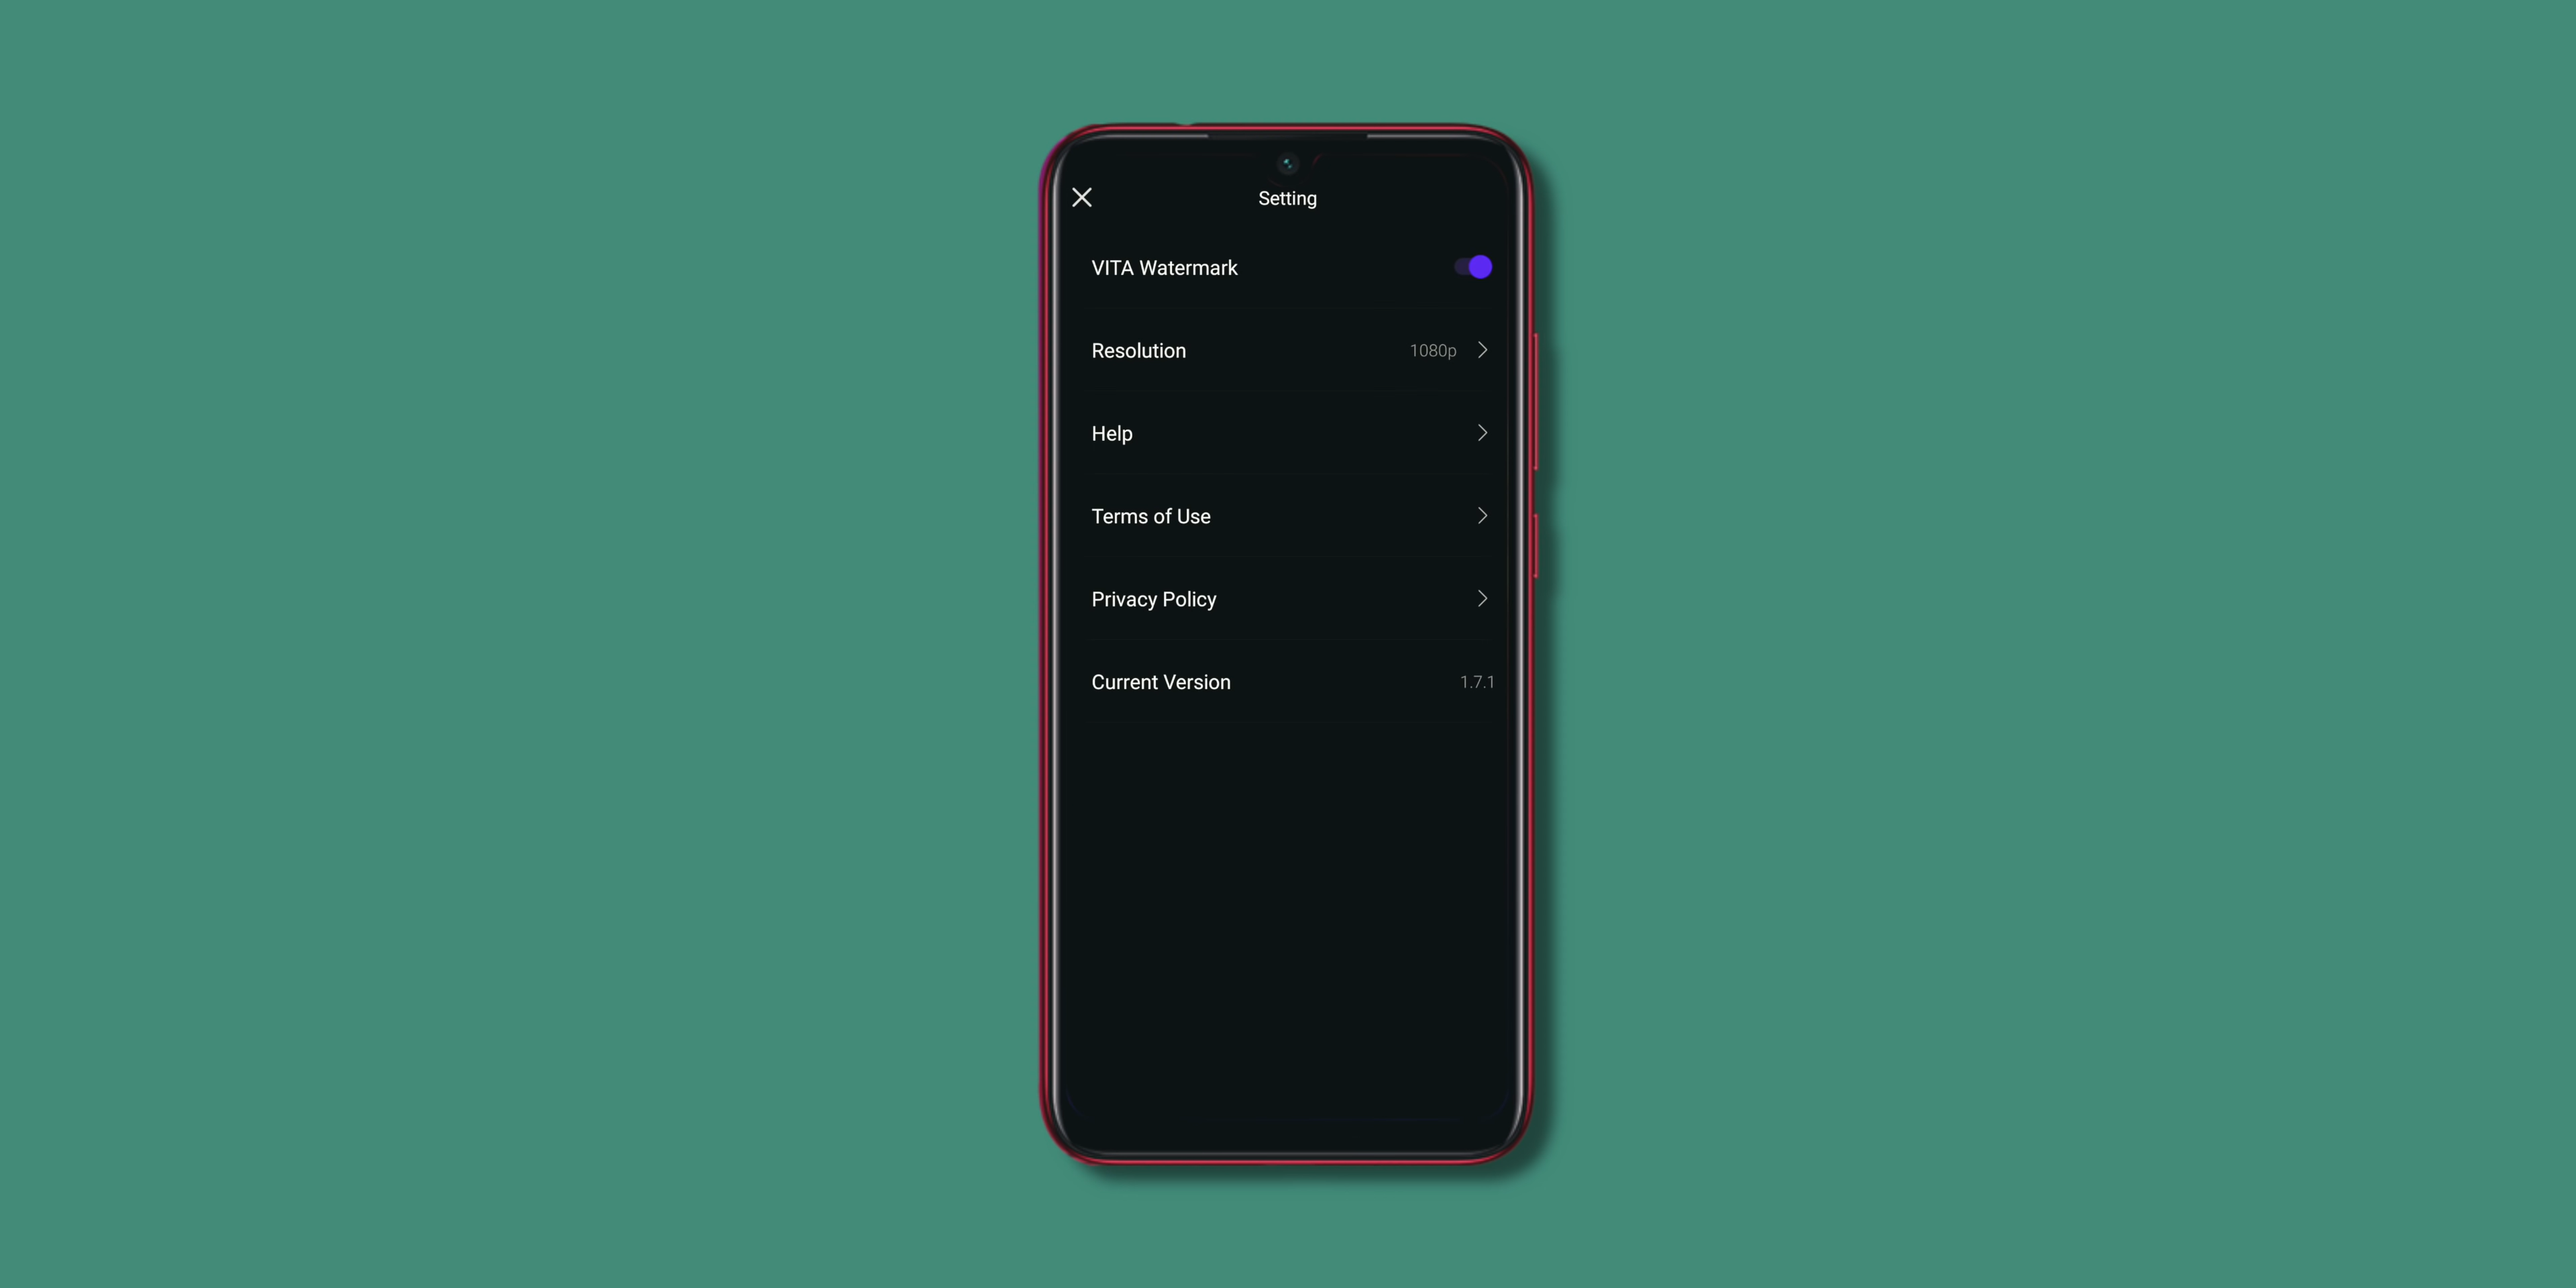 Setting
VITA Watermark
Resolution 1080p
Help
Terms of Use
Privacy Policy
Current Version 1.7.1